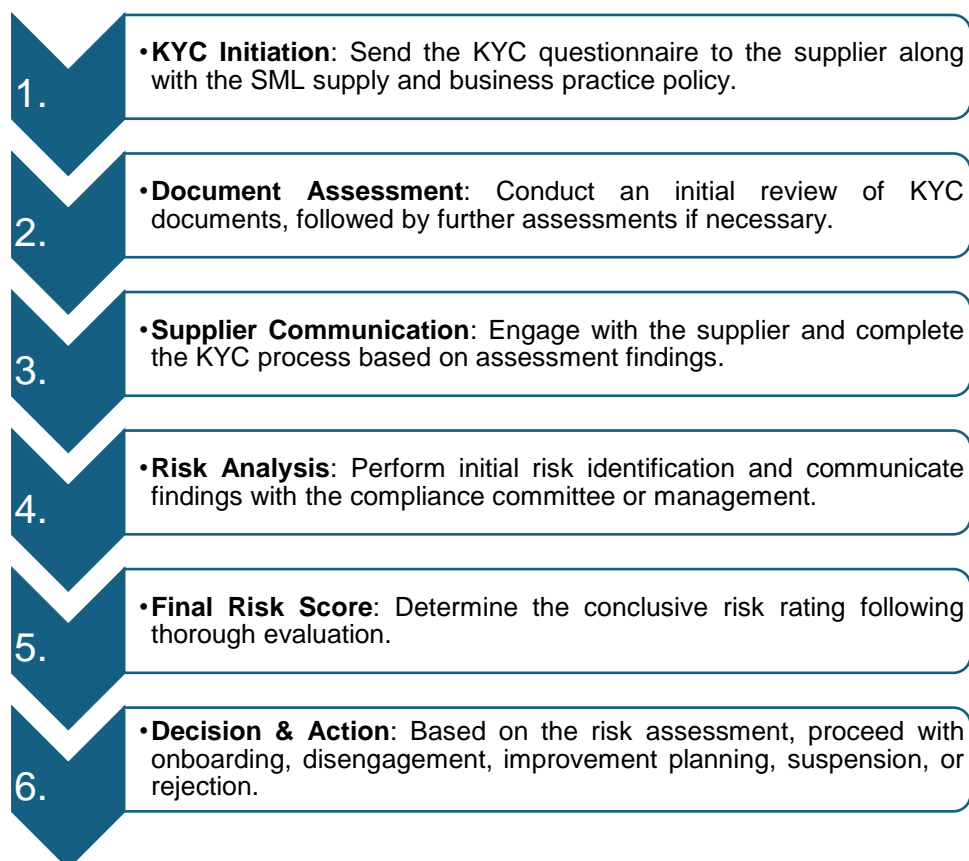 1.
•KYC Initiation: Send the KYC questionnaire to the supplier along
with the SML supply and business practice policy.
2.
•Document Assessment: Conduct an initial review of KYC
documents, followed by further assessments if necessary.
3.
•Supplier Communication: Engage with the supplier and complete
the KYC process based on assessment findings.
4.
•Risk Analysis: Perform initial risk identification and communicate
findings with the compliance committee or management.
5.
•Final Risk Score: Determine the conclusive risk rating following
thorough evaluation.
6.
•Decision & Action: Based on the risk assessment, proceed with
onboarding, disengagement, improvement planning, suspension, or
rejection.